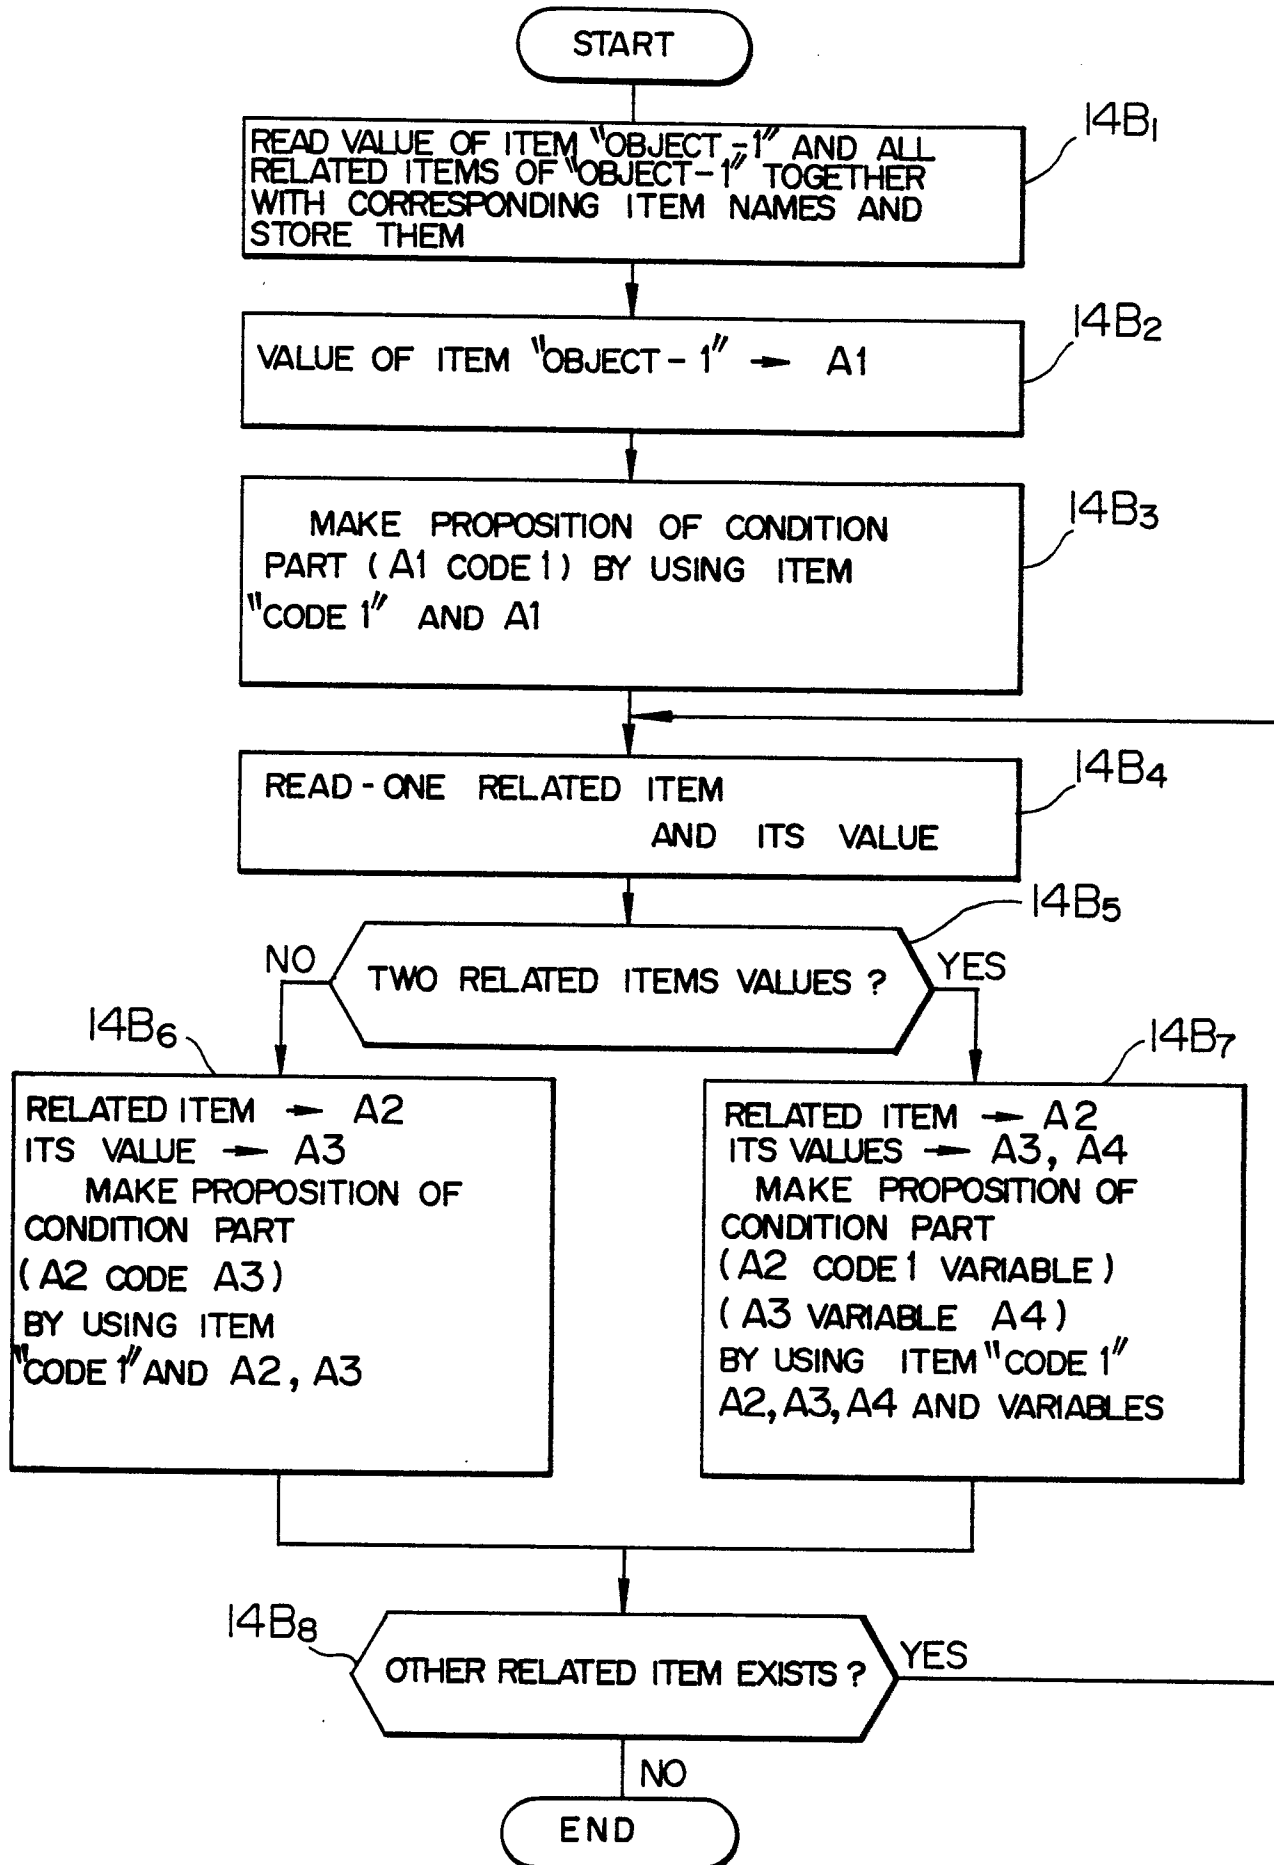 START
14B1
READ VALUE OF ITEM "OBJECT-1" AND ALL
RELATED ITEMS OF "OBJECT-1" TOGETHER
WITH CORRESPONDING ITEM NAMES AND
STORE THEM
14B2
VALUE OF ITEM "OBJECT-1" → A1
14B3
MAKE PROPOSITION OF CONDITION
PART (A1 CODE 1) BY USING ITEM
"CODE 1" AND A1
14B4
READ-ONE RELATED ITEM
AND ITS VALUE
14B5
NO
TWO RELATED ITEMS VALUES ?
YES
14B6
RELATED ITEM → A2
ITS VALUE → A3
MAKE PROPOSITION OF
CONDITION PART
(A2 CODE A3)
BY USING ITEM
"CODE 1" AND A2, A3
14B7
RELATED ITEM → A2
ITS VALUES → A3, A4
MAKE PROPOSITION OF
CONDITION PART
(A2 CODE 1 VARIABLE)
(A3 VARIABLE A4)
BY USING ITEM "CODE 1"
A2, A3, A4 AND VARIABLES
14B8
OTHER RELATED ITEM EXISTS ?
YES
NO
END